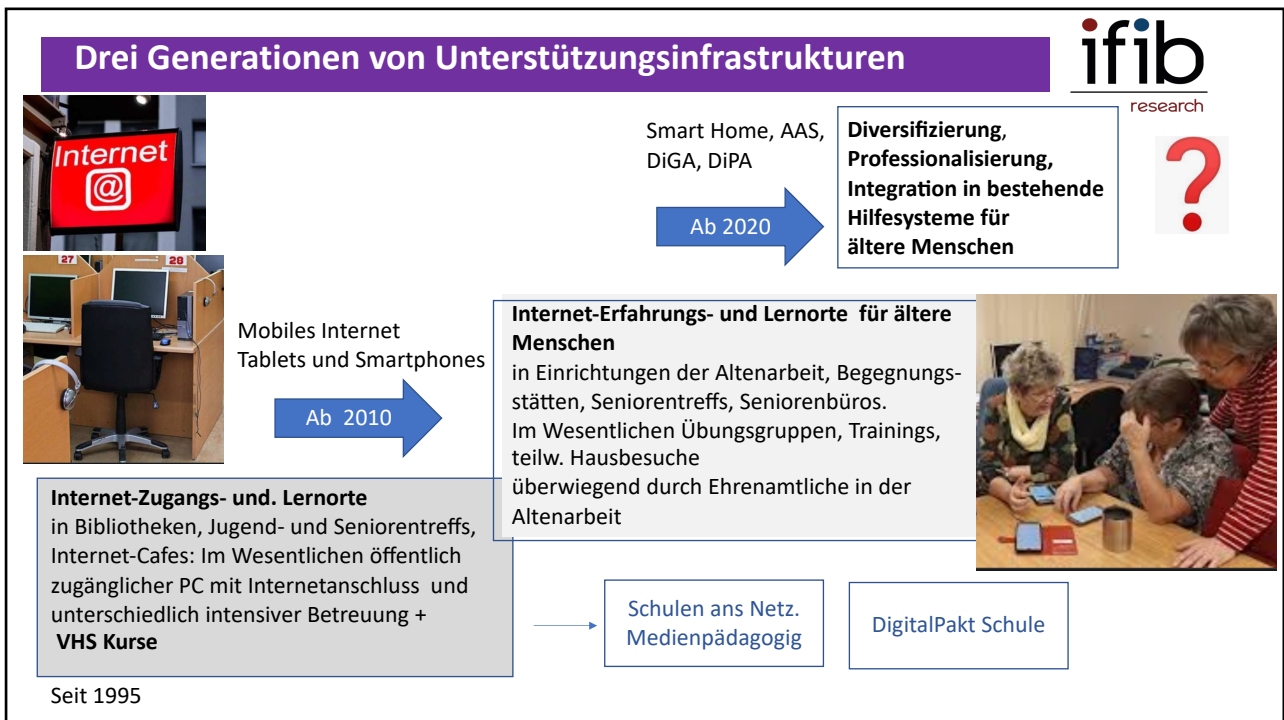 Drei Generationen von Unterstützungsinfrastrukturen
ifib
research
Internet
@
27
28
Smart Home, AAS,
DiGA, DiPA
Ab 2020
Diversifizierung,
Professionalisierung,
Integration in bestehende
Hilfesysteme für
ältere Menschen
?
Mobiles Internet
Tablets und Smartphones
Ab 2010
Internet-Erfahrungs- und Lernorte für ältere
Menschen
in Einrichtungen der Altenarbeit, Begegnungs-
stätten, Seniorentreffs, Seniorenbüros.
Im Wesentlichen Übungsgruppen, Trainings,
teilw. Hausbesuche
überwiegend durch Ehrenamtliche in der
Altenarbeit
Internet-Zugangs- und. Lernorte
in Bibliotheken, Jugend- und Seniorentreffs,
Internet-Cafes: Im Wesentlichen öffentlich
zugänglicher PC mit Internetanschluss und
unterschiedlich intensiver Betreuung +
VHS Kurse
Seit 1995
Schulen ans Netz.
Medienpädagogig
DigitalPakt Schule